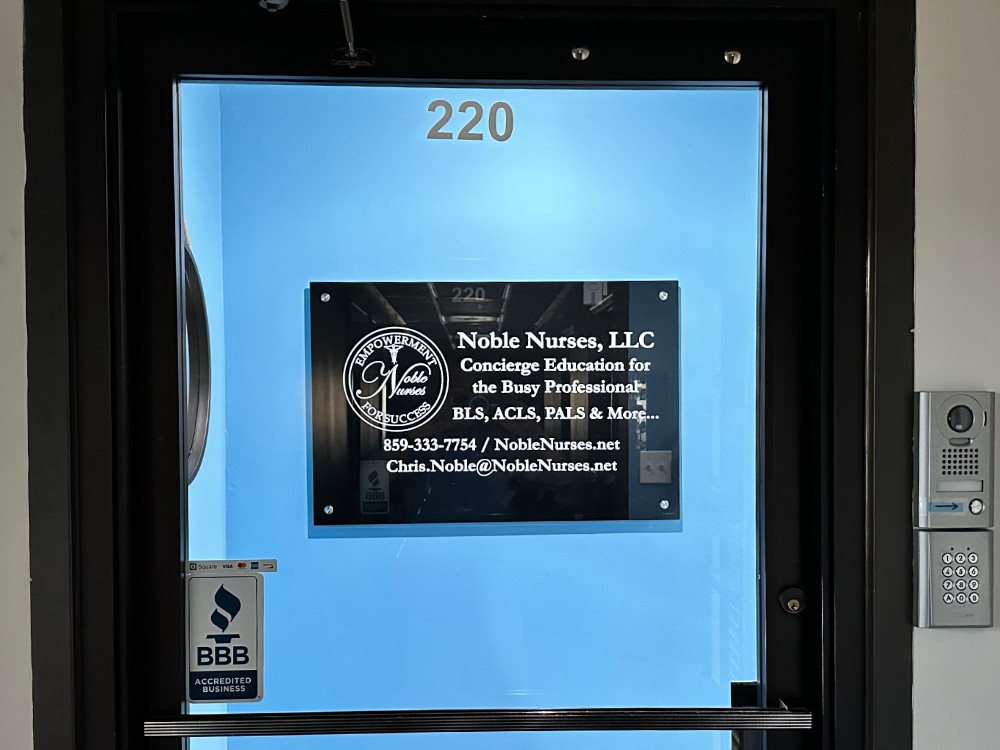 220
220
Noble Nurses, LLC
Concierge Education for
the Busy Professional
BLS, ACLS, PALS & More...
859-333-7754 / NobleNurses.net
Chris.Noble@NobleNurses.net
EMPOWERMENT
Noble
Nurses
FOR SUCCESS
BBB
Square VISA
BBB
ACCREDITED
BUSINESS
1 2 3
4 5 6
7 8 9
A 0 B